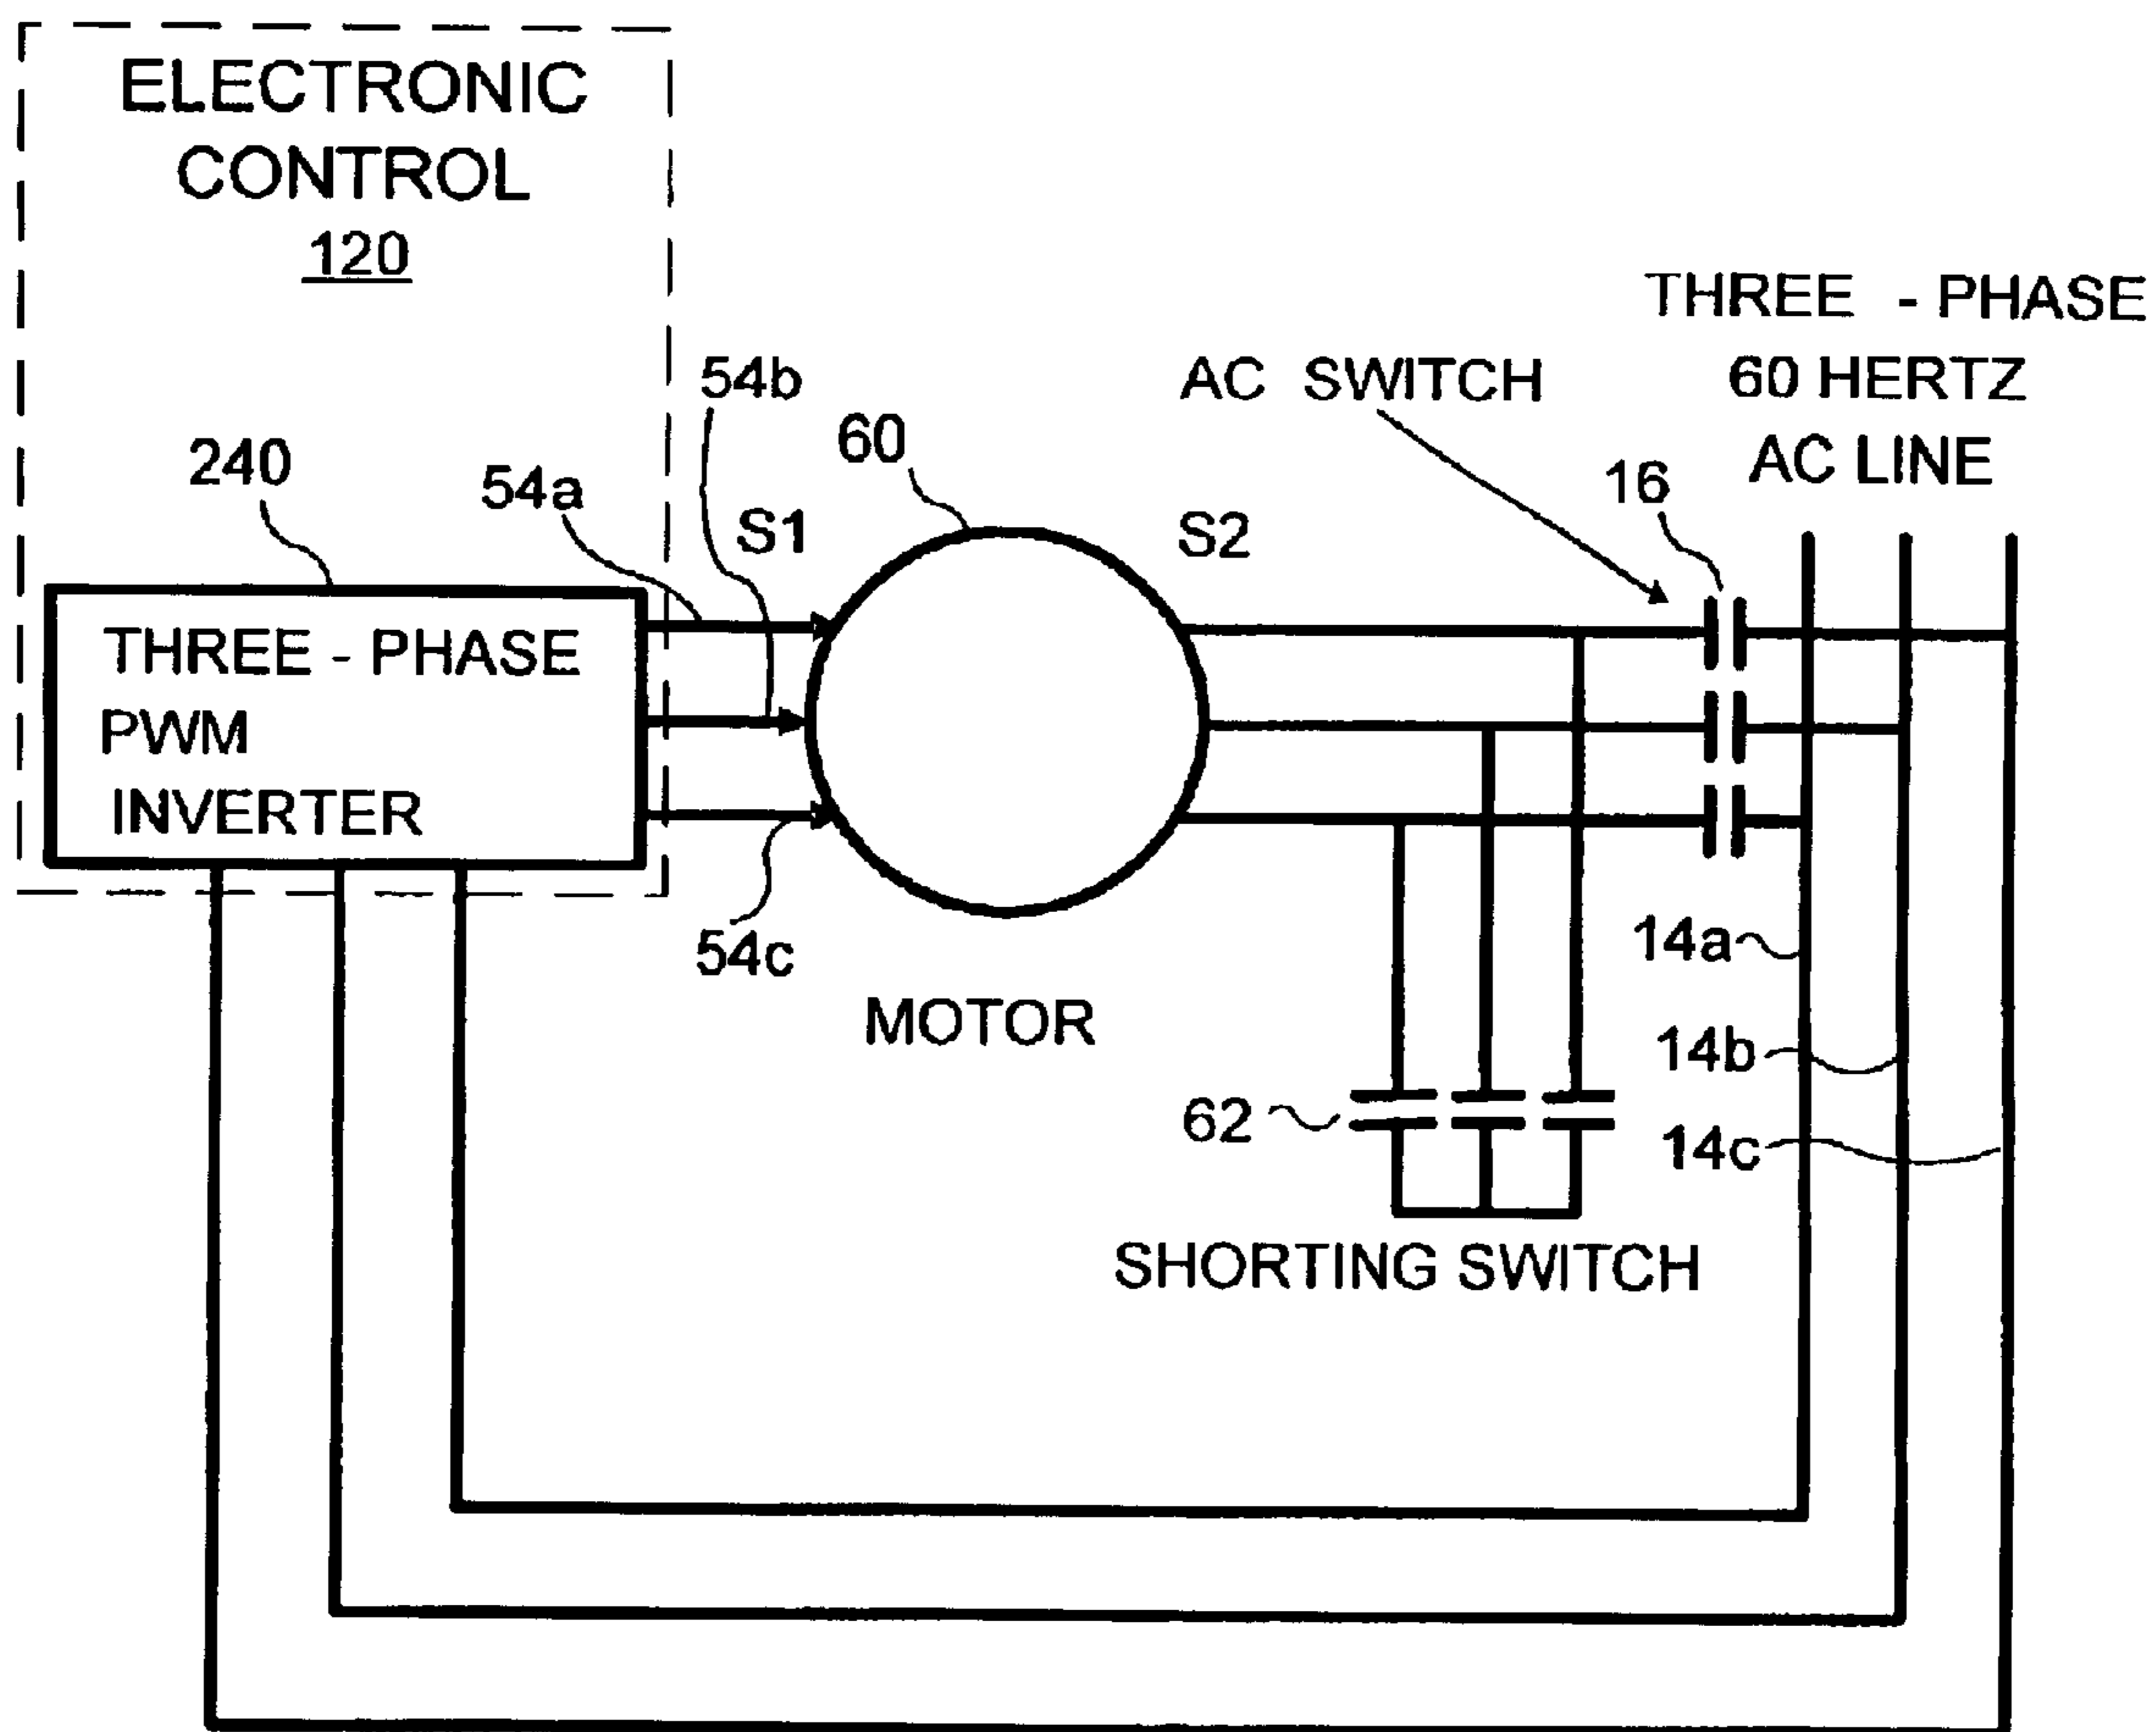 ELECTRONIC
CONTROL
120
THREE - PHASE
60 HERTZ
AC LINE
AC SWITCH
54b
60
240
54a
16
S1
S2
THREE - PHASE
PWM
INVERTER
54c
14a
MOTOR
14b
62
14c
SHORTING SWITCH